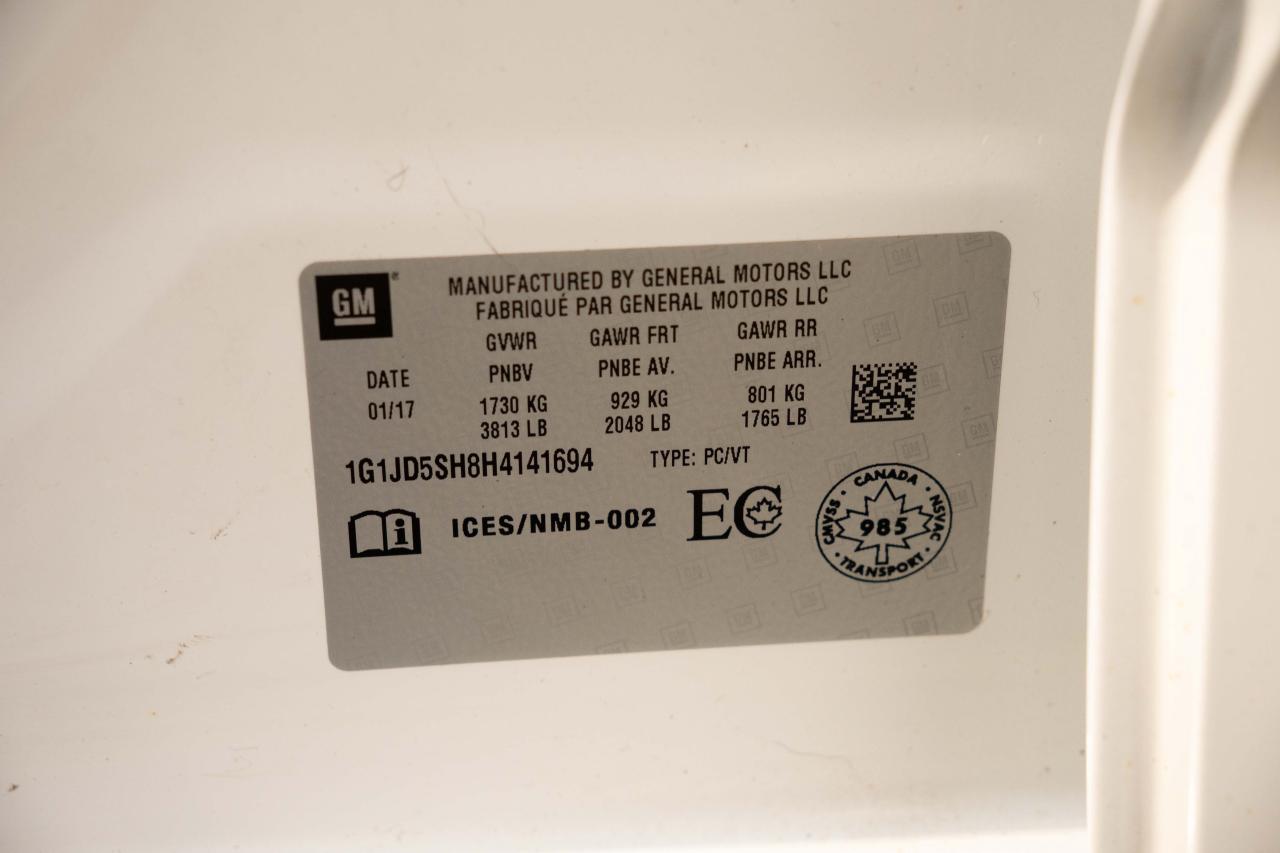 GM®
MANUFACTURED BY GENERAL MOTORS LLC
FABRIQUÉ PAR GENERAL MOTORS LLC
GVWR GAWR FRT GAWR RR
DATE PNBV PNBE AV. PNBE ARR.
01/17 1730 KG 929 KG 801 KG
3813 LB 2048 LB 1765 LB
1G1JD5SH8H4141694 TYPE: PC/VT
i ICES/NMB-002 EC
CANADA
CMVSS 985 NSVAC
TRANSPORT